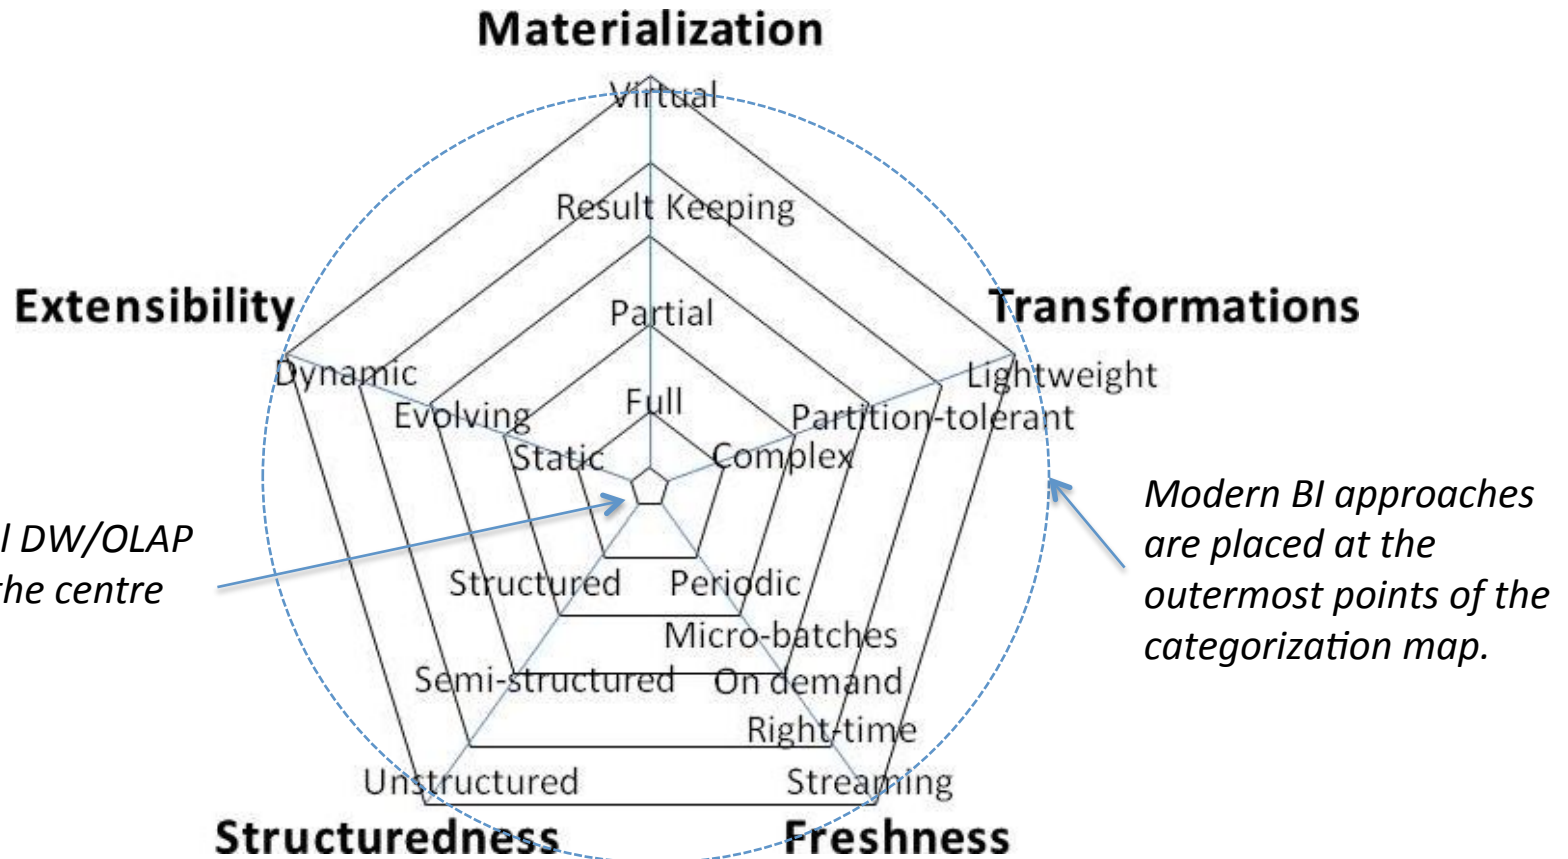 Materialization
Virtual
Result Keeping
Extensibility
Transformations
Partial
Dynamic
Lightweight
Full
Evolving
Partition-tolerant
Static
Complex
DW/OLAP
the centre
Modern BI approaches
are placed at the
outermost points of the
categorization map.
Structured
Periodic
Micro-batches
Semi-structured
On demand
Right-time
Unstructured
Streaming
Structuredness
Freshness